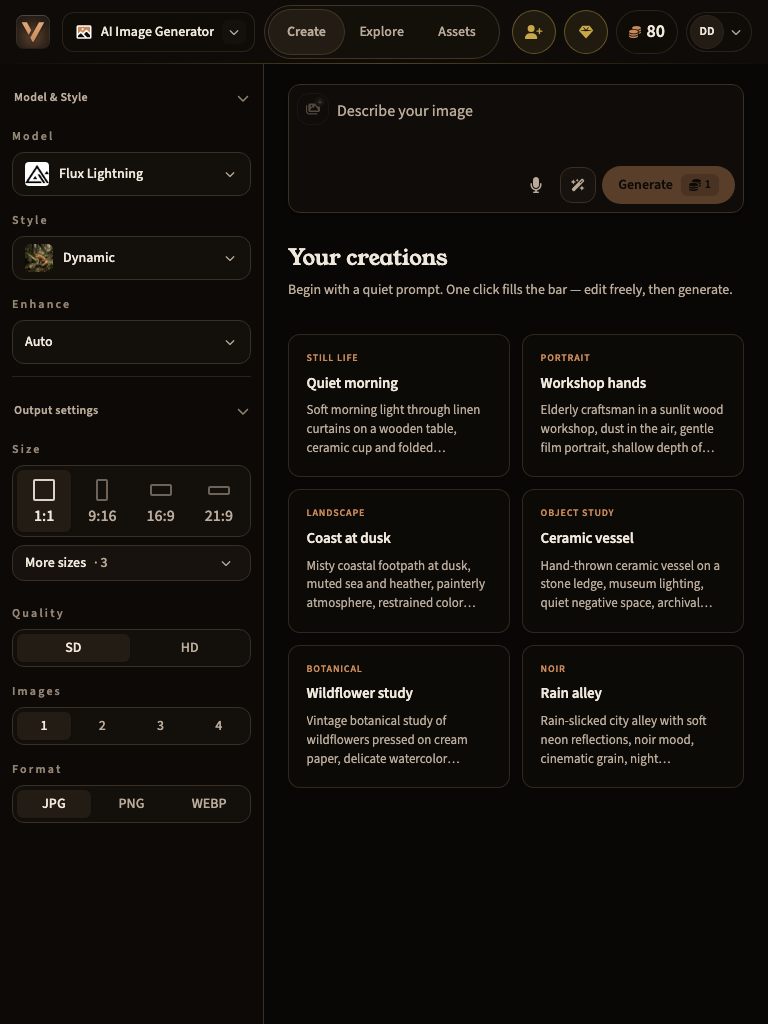 AI Image Generator
Create
Explore
Assets
80
DD
Model & Style
Model
Flux Lightning
Style
Dynamic
Enhance
Auto
Output settings
Size
1:1
9:16
16:9
21:9
More sizes · 3
Quality
SD
HD
Images
1
2
3
4
Format
JPG
PNG
WEBP
Describe your image
Generate
1
Your creations
Begin with a quiet prompt. One click fills the bar — edit freely, then generate.
STILL LIFE
Quiet morning
Soft morning light through linen
curtains on a wooden table,
ceramic cup and folded…
PORTRAIT
Workshop hands
Elderly craftsman in a sunlit wood
workshop, dust in the air, gentle
film portrait, shallow depth of…
LANDSCAPE
Coast at dusk
Misty coastal footpath at dusk,
muted sea and heather, painterly
atmosphere, restrained color…
OBJECT STUDY
Ceramic vessel
Hand-thrown ceramic vessel on a
stone ledge, museum lighting,
quiet negative space, archival…
BOTANICAL
Wildflower study
Vintage botanical study of
wildflowers pressed on cream
paper, delicate watercolor…
NOIR
Rain alley
Rain-slicked city alley with soft
neon reflections, noir mood,
cinematic grain, night…